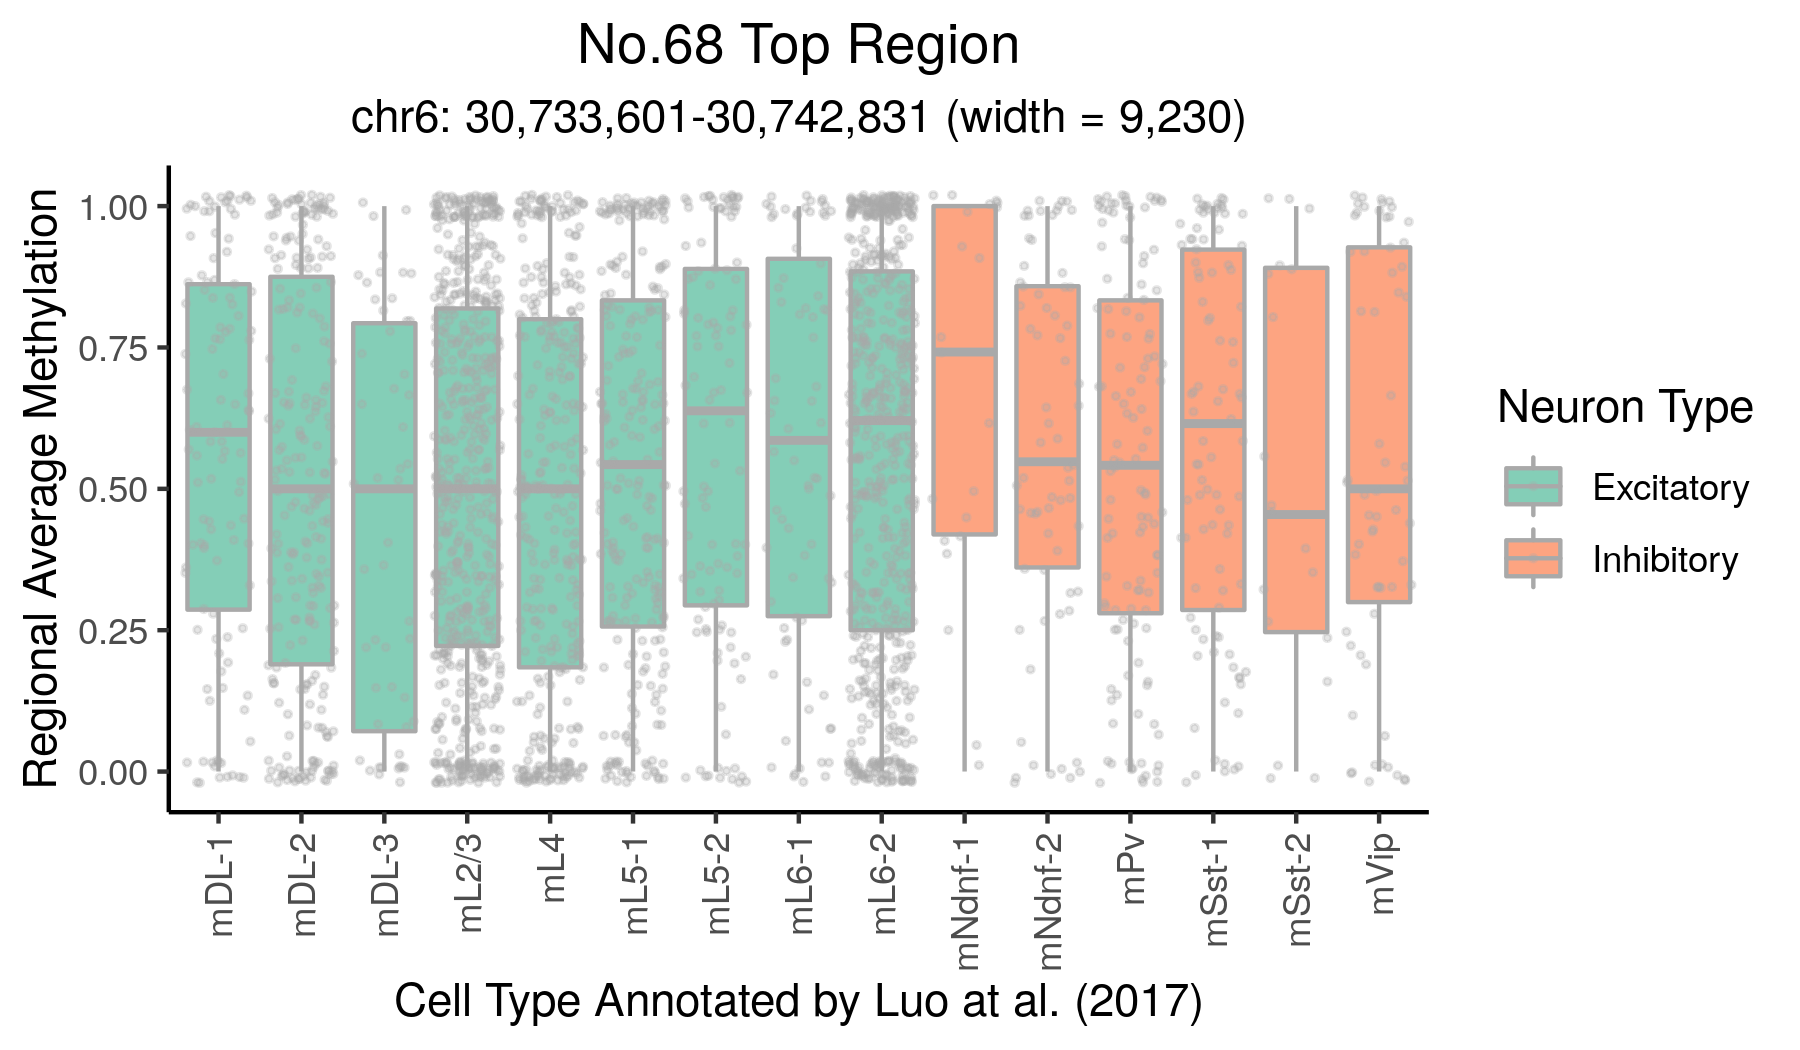 No.68 Top Region
chr6: 30,733,601-30,742,831 (width = 9,230)
Regional Average Methylation
1.00
0.75
0.50
0.25
0.00
mDL-1
mDL-2
mDL-3
mL2/3
mL4
mL5-1
mL5-2
mL6-1
mL6-2
mNdnf-1
mNdnf-2
mPv
mSst-1
mSst-2
mVip
Cell Type Annotated by Luo at al. (2017)
Neuron Type
Excitatory
Inhibitory